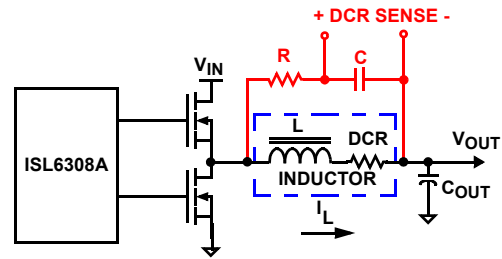 + DCR SENSE -
VIN
R
C
ISL6308A
L
DCR
VOUT
INDUCTOR
COUT
IL